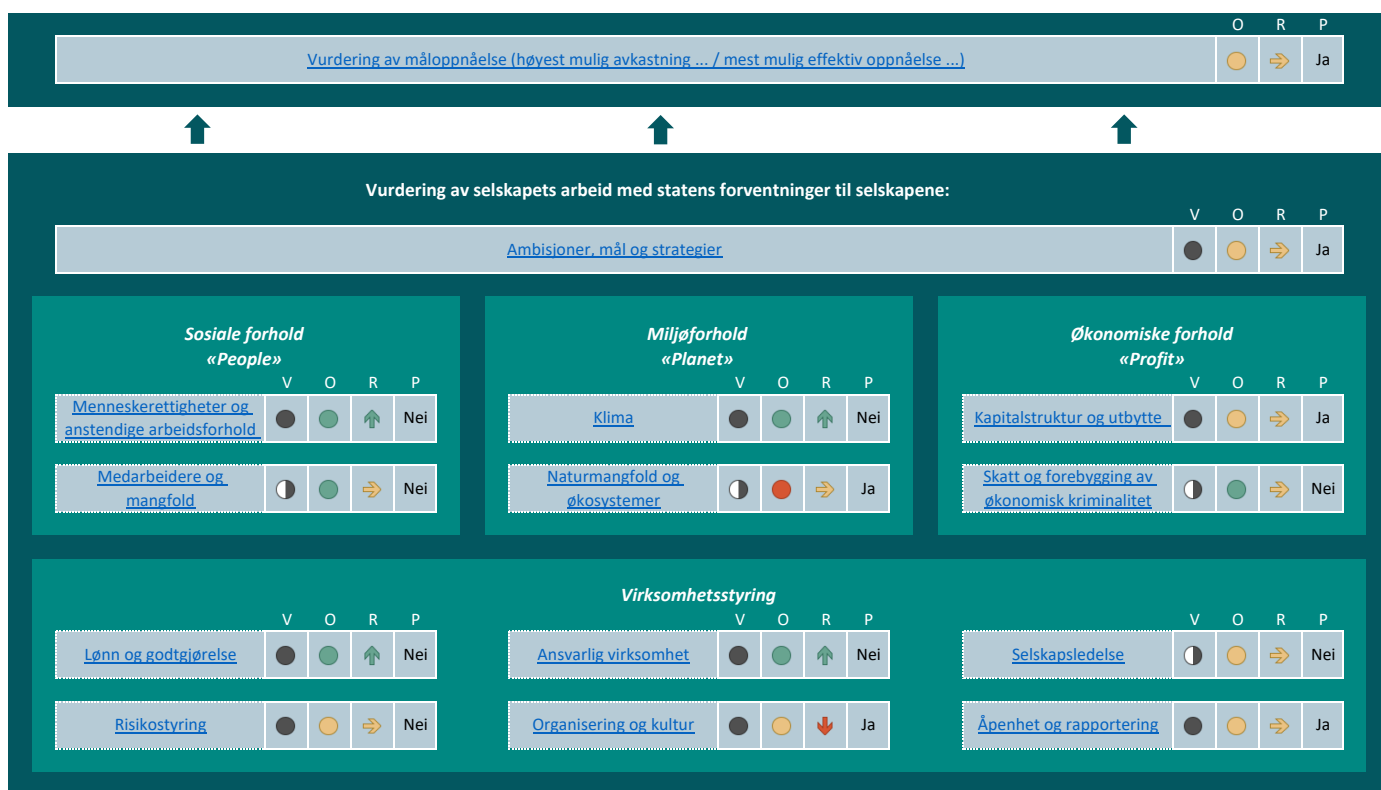 O R P
Vurdering av måloppnåelse (høyest mulig avkastning ... / mest mulig effektiv oppnåelse ...) Ja
Vurdering av selskapets arbeid med statens forventninger til selskapene:
V O R P
Ambisjoner, mål og strategier Ja
Sosiale forhold
«People»
V O R P
Menneskerettigheter og
anstendige arbeidsforhold Nei
Medarbeidere og
mangfold Nei
Miljøforhold
«Planet»
V O R P
Klima Nei
Naturmangfold og
økosystemer Ja
Økonomiske forhold
«Profit»
V O R P
Kapitalstruktur og utbytte Ja
Skatt og forebygging av
økonomisk kriminalitet Nei
Virksomhetsstyring
V O R P V O R P V O R P
Lønn og godtgjørelse Nei Ansvarlig virksomhet Nei Selskapsledelse Nei
Risikostyring Nei Organisering og kultur Ja Åpenhet og rapportering Ja